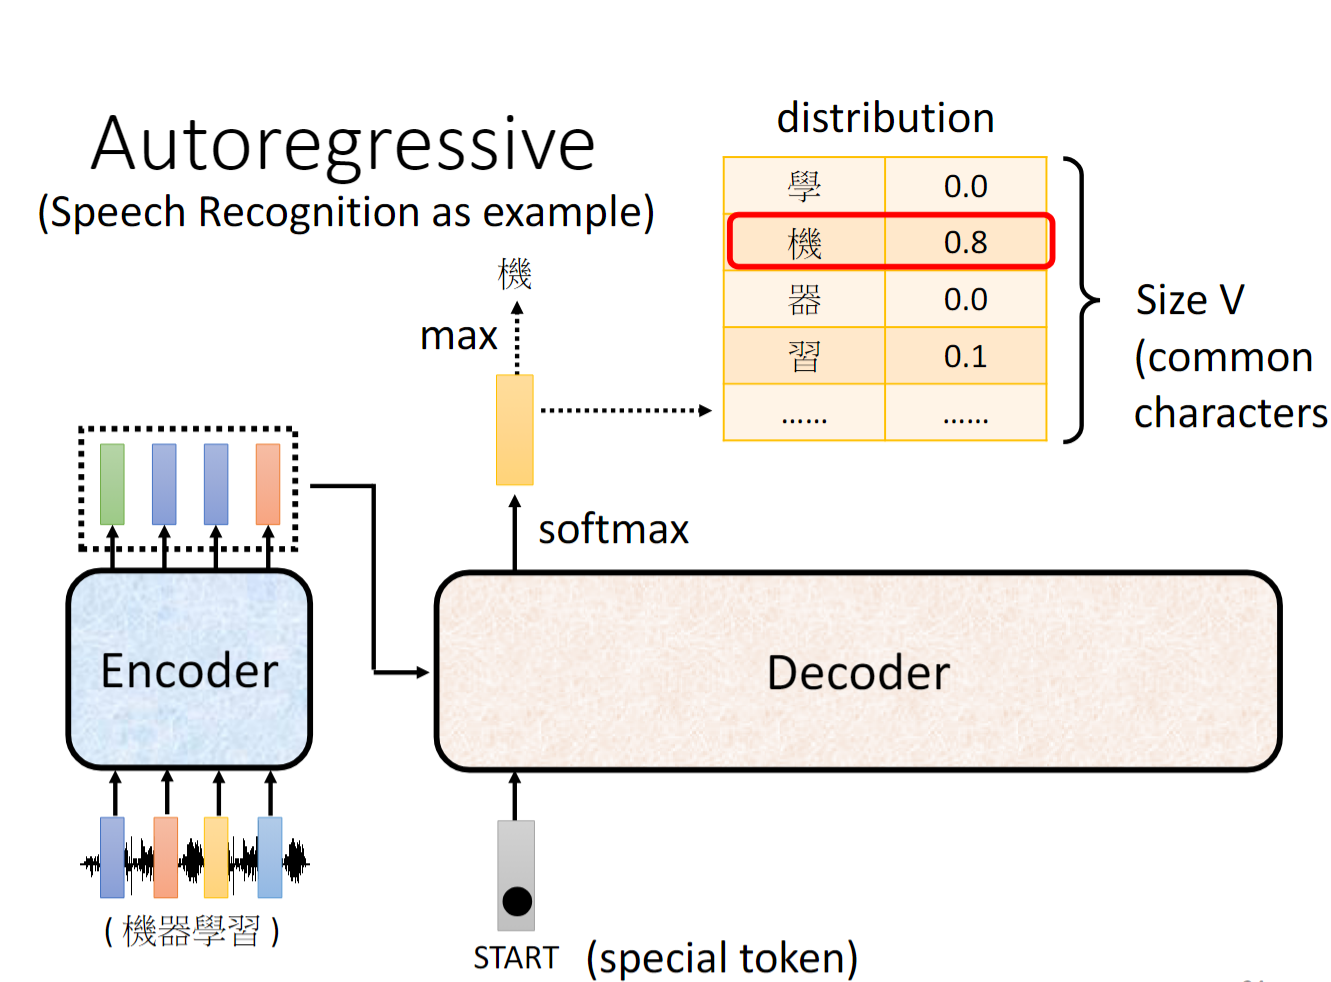 Autoregressive
(Speech Recognition as example)
distribution
學 0.0
機 0.8
器 0.0
習 0.1
…… ……
Size V
(common
characters
機
max
softmax
Encoder
Decoder
( 機器學習 )
START (special token)